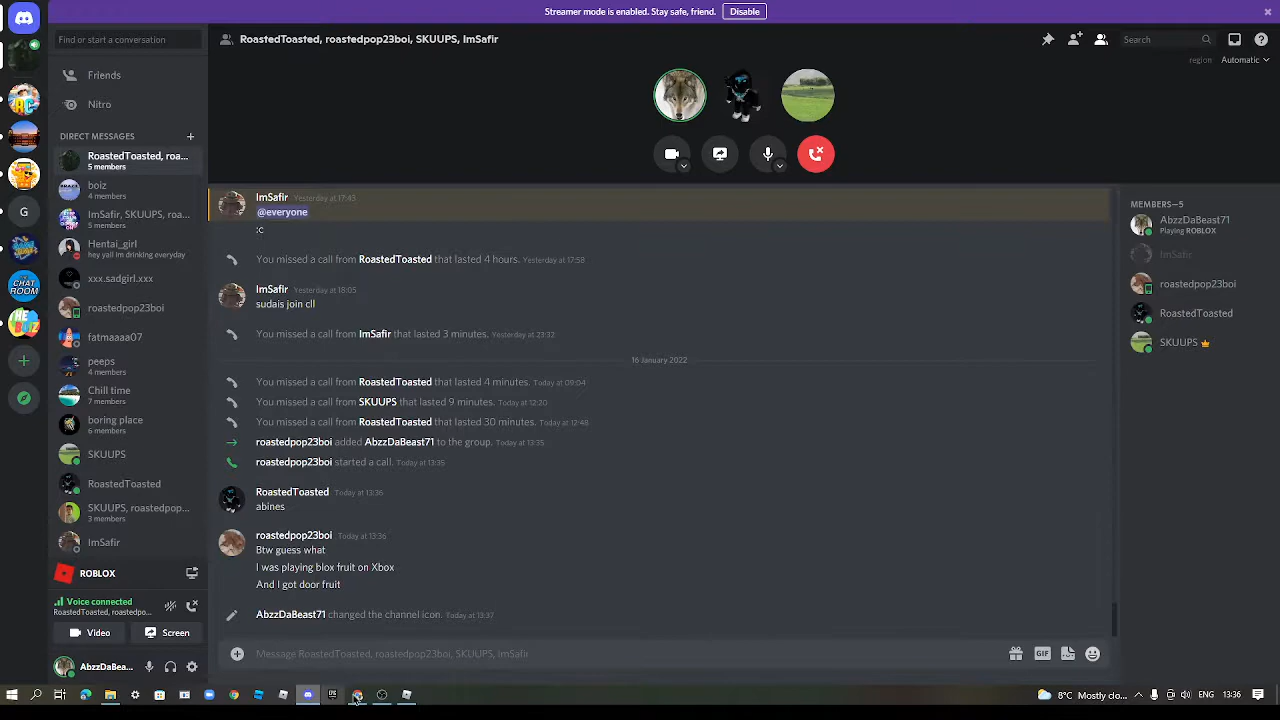 Streamer mode is enabled. Stay safe, friend. Disable
Find or start a conversation
RoastedToasted, roastedpop23boi, SKUUPS, ImSafir
Search
region Automatic
Friends
Nitro
DIRECT MESSAGES
RoastedToasted, roa...
5 members
boiz
4 members
ImSafir, SKUUPS, roa...
5 members
Hentai_girl
hey yall im drinking everyday
xxx.sadgirl.xxx
roastedpop23boi
fatmaaaa07
peeps
4 members
Chill time
7 members
boring place
6 members
SKUUPS
RoastedToasted
SKUUPS, roastedpop...
3 members
ImSafir
G
CHAT ROOM
ROBLOX
Voice connected
RoastedToasted, roastedpo...
Video
Screen
AbzzDaBea...
ImSafir Yesterday at 17:43
@everyone
:c
You missed a call from RoastedToasted that lasted 4 hours. Yesterday at 17:58
ImSafir Yesterday at 18:05
sudais join cll
You missed a call from ImSafir that lasted 3 minutes. Yesterday at 23:32
16 January 2022
You missed a call from RoastedToasted that lasted 4 minutes. Today at 09:04
You missed a call from SKUUPS that lasted 9 minutes. Today at 12:20
You missed a call from RoastedToasted that lasted 30 minutes. Today at 12:48
roastedpop23boi added AbzzDaBeast71 to the group. Today at 13:35
roastedpop23boi started a call. Today at 13:35
RoastedToasted Today at 13:36
abines
roastedpop23boi Today at 13:36
Btw guess what
I was playing blox fruit on Xbox
And I got door fruit
AbzzDaBeast71 changed the channel icon. Today at 13:37
Message RoastedToasted, roastedpop23boi, SKUUPS, ImSafir
GIF
MEMBERS—5
AbzzDaBeast71
Playing ROBLOX
ImSafir
roastedpop23boi
RoastedToasted
SKUUPS
8°C Mostly clo...
ENG
13:36